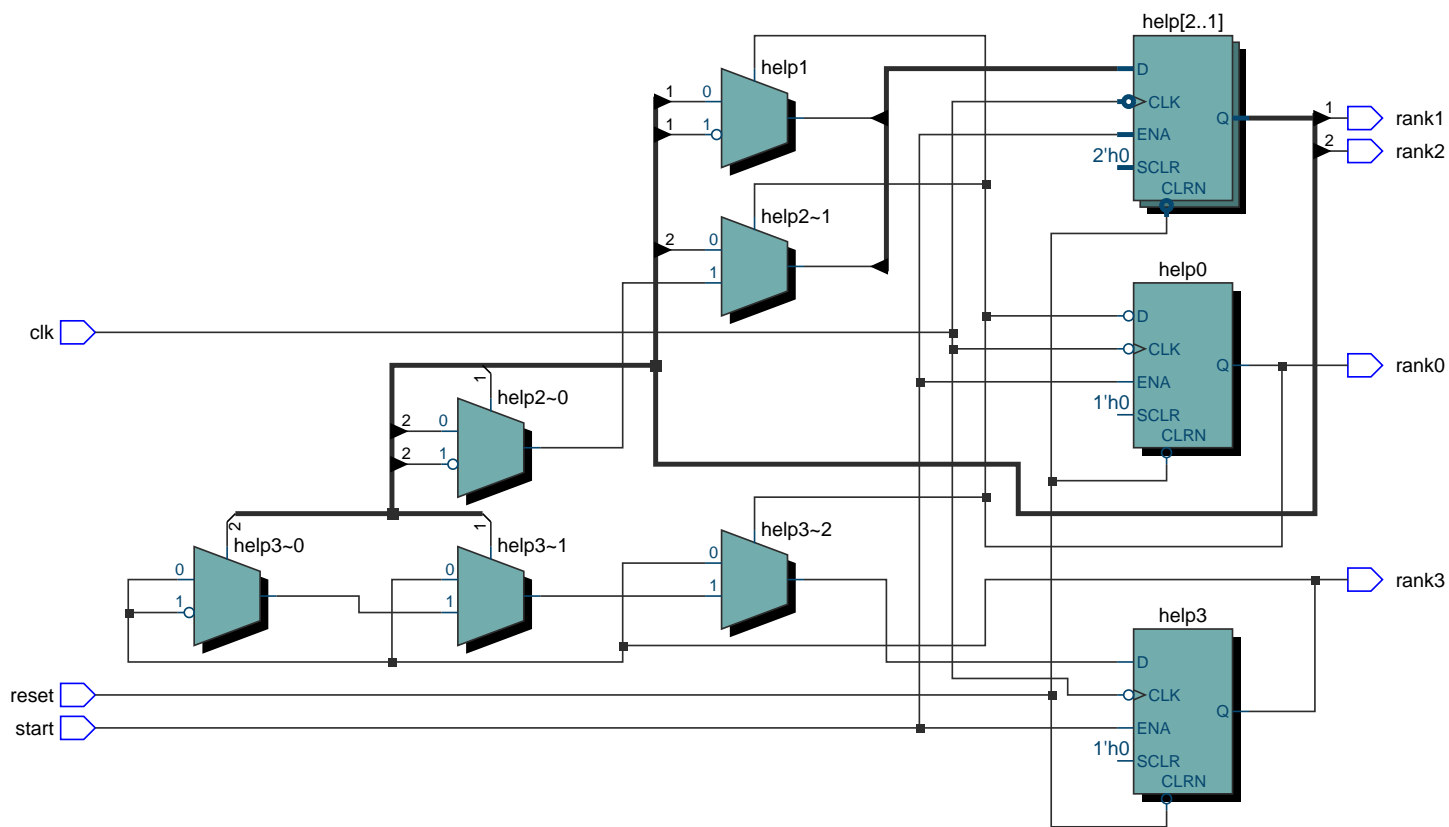 help[2..1]
help1
D
1
0
CLK
Q
1
rank1
1
1
ENA
2
rank2
2'h0
SCLR
CLRN
help2~1
2
0
1
help0
D
clk
CLK
Q
rank0
1
help2~0
ENA
1'h0
SCLR
2
0
CLRN
2
1
2
help3~0
1
help3~1
help3~2
0
0
0
rank3
1
1
1
help3
D
reset
CLK
Q
start
ENA
1'h0
SCLR
CLRN